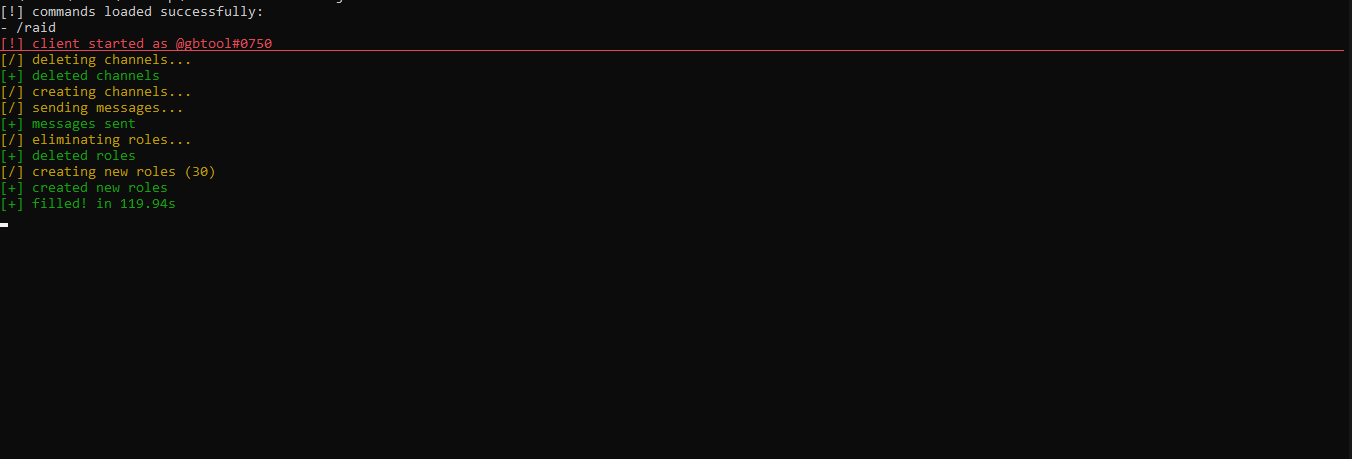 [!] commands loaded successfully:
- /raid
[!] client started as @gbtool#0750
[/] deleting channels...
[+] deleted channels
[/] creating channels...
[/] sending messages...
[+] messages sent
[/] eliminating roles...
[+] deleted roles
[/] creating new roles (30)
[+] created new roles
[+] filled! in 119.94s